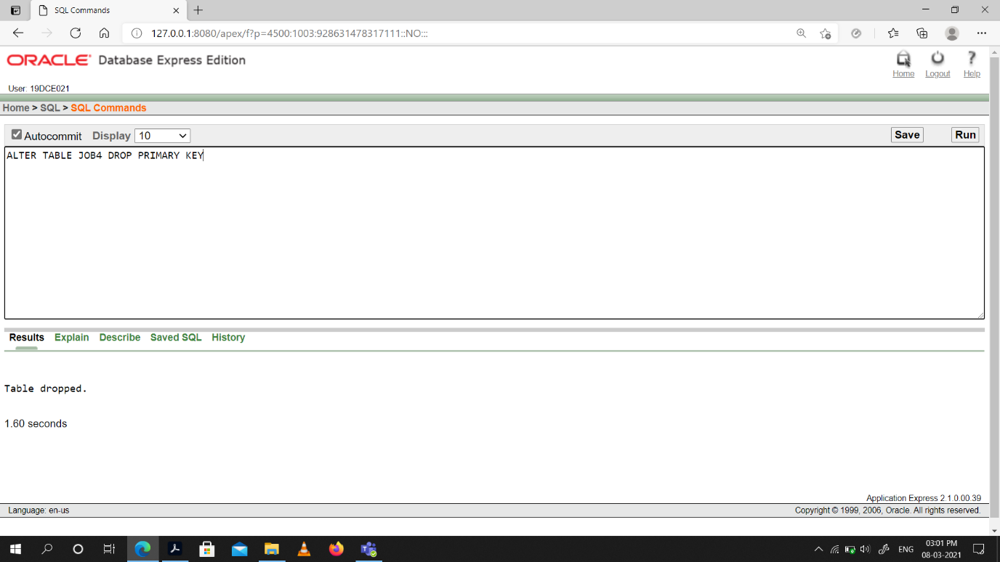 SQL Commands
127.0.0.1:8080/apex/f?p=4500:1003:928631478317111::NO:::
ORACLE Database Express Edition
Home Logout Help
User: 19DCE021
Home > SQL > SQL Commands
Autocommit Display 10 Save Run
ALTER TABLE JOB4 DROP PRIMARY KEY
Results Explain Describe Saved SQL History
Table dropped.
1.60 seconds
Application Express 2.1.0.00.39
Language: en-us Copyright © 1999, 2006, Oracle. All rights reserved.
ENG 03:01 PM
08-03-2021